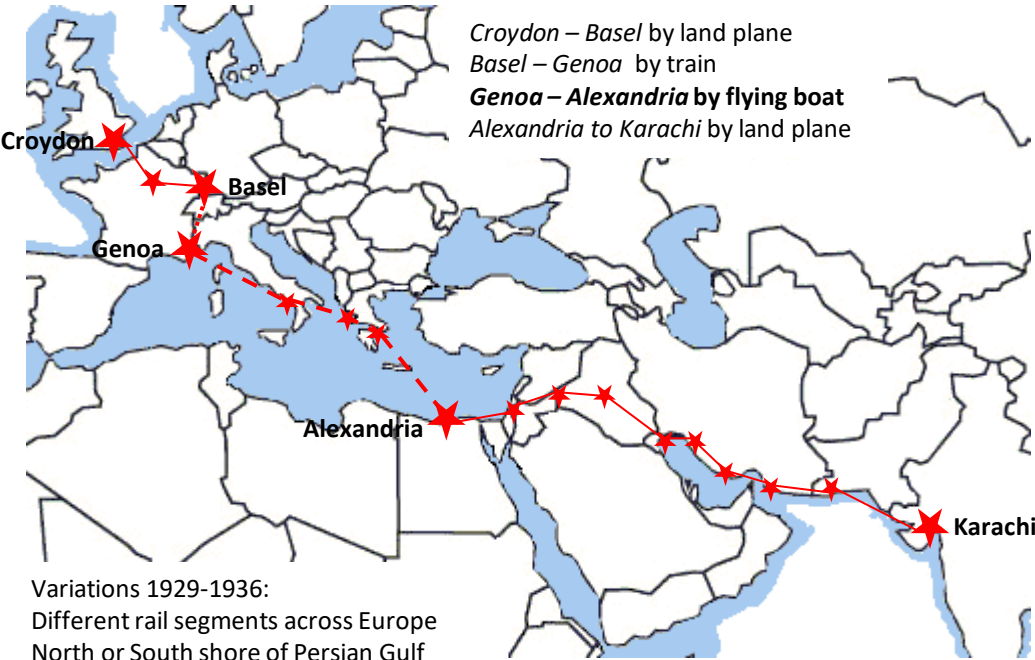 Croydon – Basel by land plane
Basel – Genoa by train
Genoa – Alexandria by flying boat
Alexandria to Karachi by land plane
Croydon
Basel
Genoa
Alexandria
Karachi
Variations 1929-1936:
Different rail segments across Europe
North or South shore of Persian Gulf